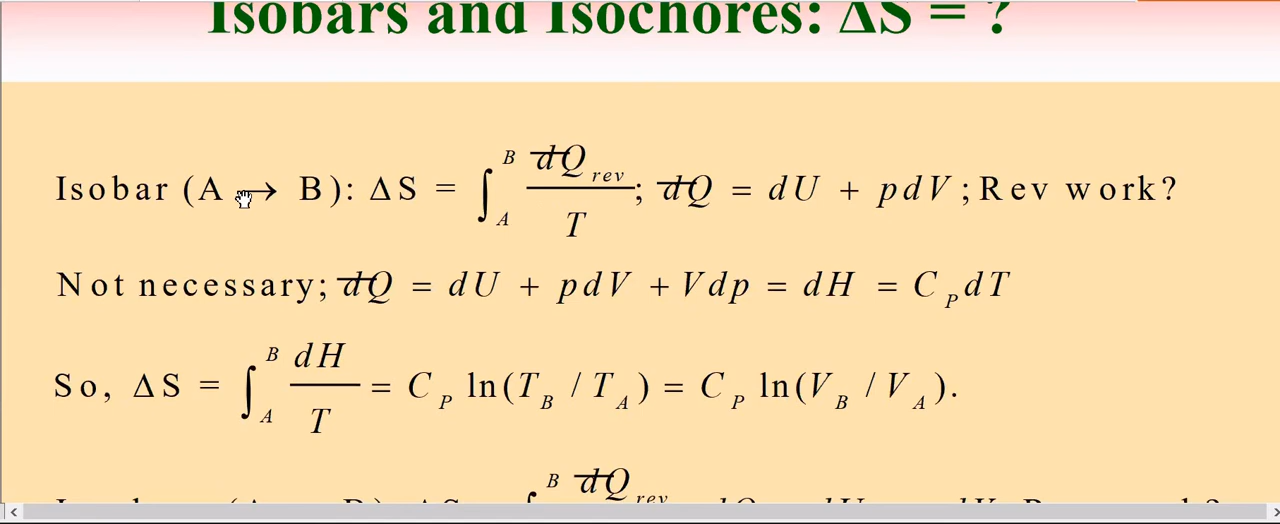 Isobars and Isochores: ΔS = ?
Isobar (A → B): ΔS = ∫_A^B đQ_rev / T; đQ = dU + pdV; Rev work?
Not necessary; đQ = dU + pdV + Vdp = dH = C_P dT
So, ΔS = ∫_A^B dH / T = C_P ln(T_B / T_A) = C_P ln(V_B / V_A).
∫^B đQ_rev